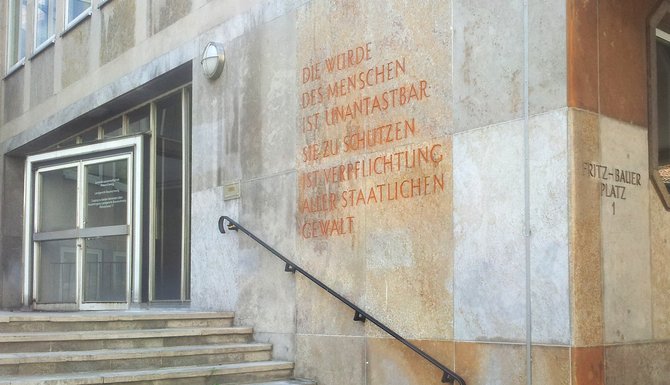 DIE WÜRDE
DES MENSCHEN
IST UNANTASTBAR
SIE ZU SCHÜTZEN
IST VERPFLICHTUNG
ALLER STAATLICHEN
GEWALT
FRITZ-BAUER
PLATZ
1